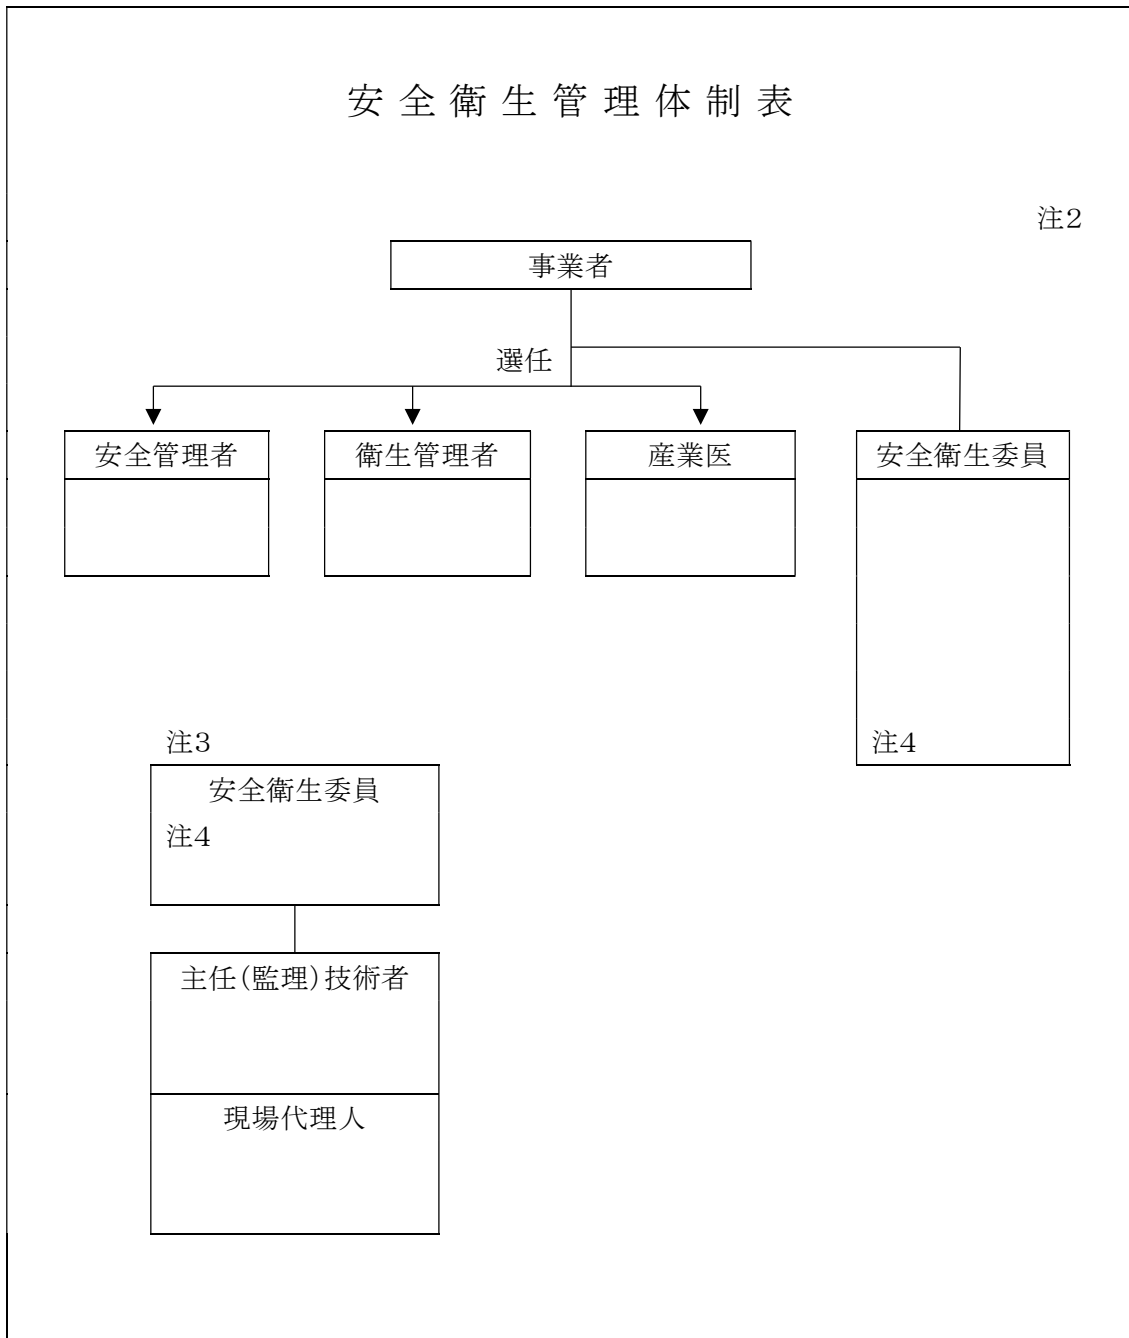 安全衛生管理体制表
注2
事業者
選任
安全管理者
衛生管理者
産業医
安全衛生委員
注4
注3
安全衛生委員
注4
主任(監理)技術者
現場代理人